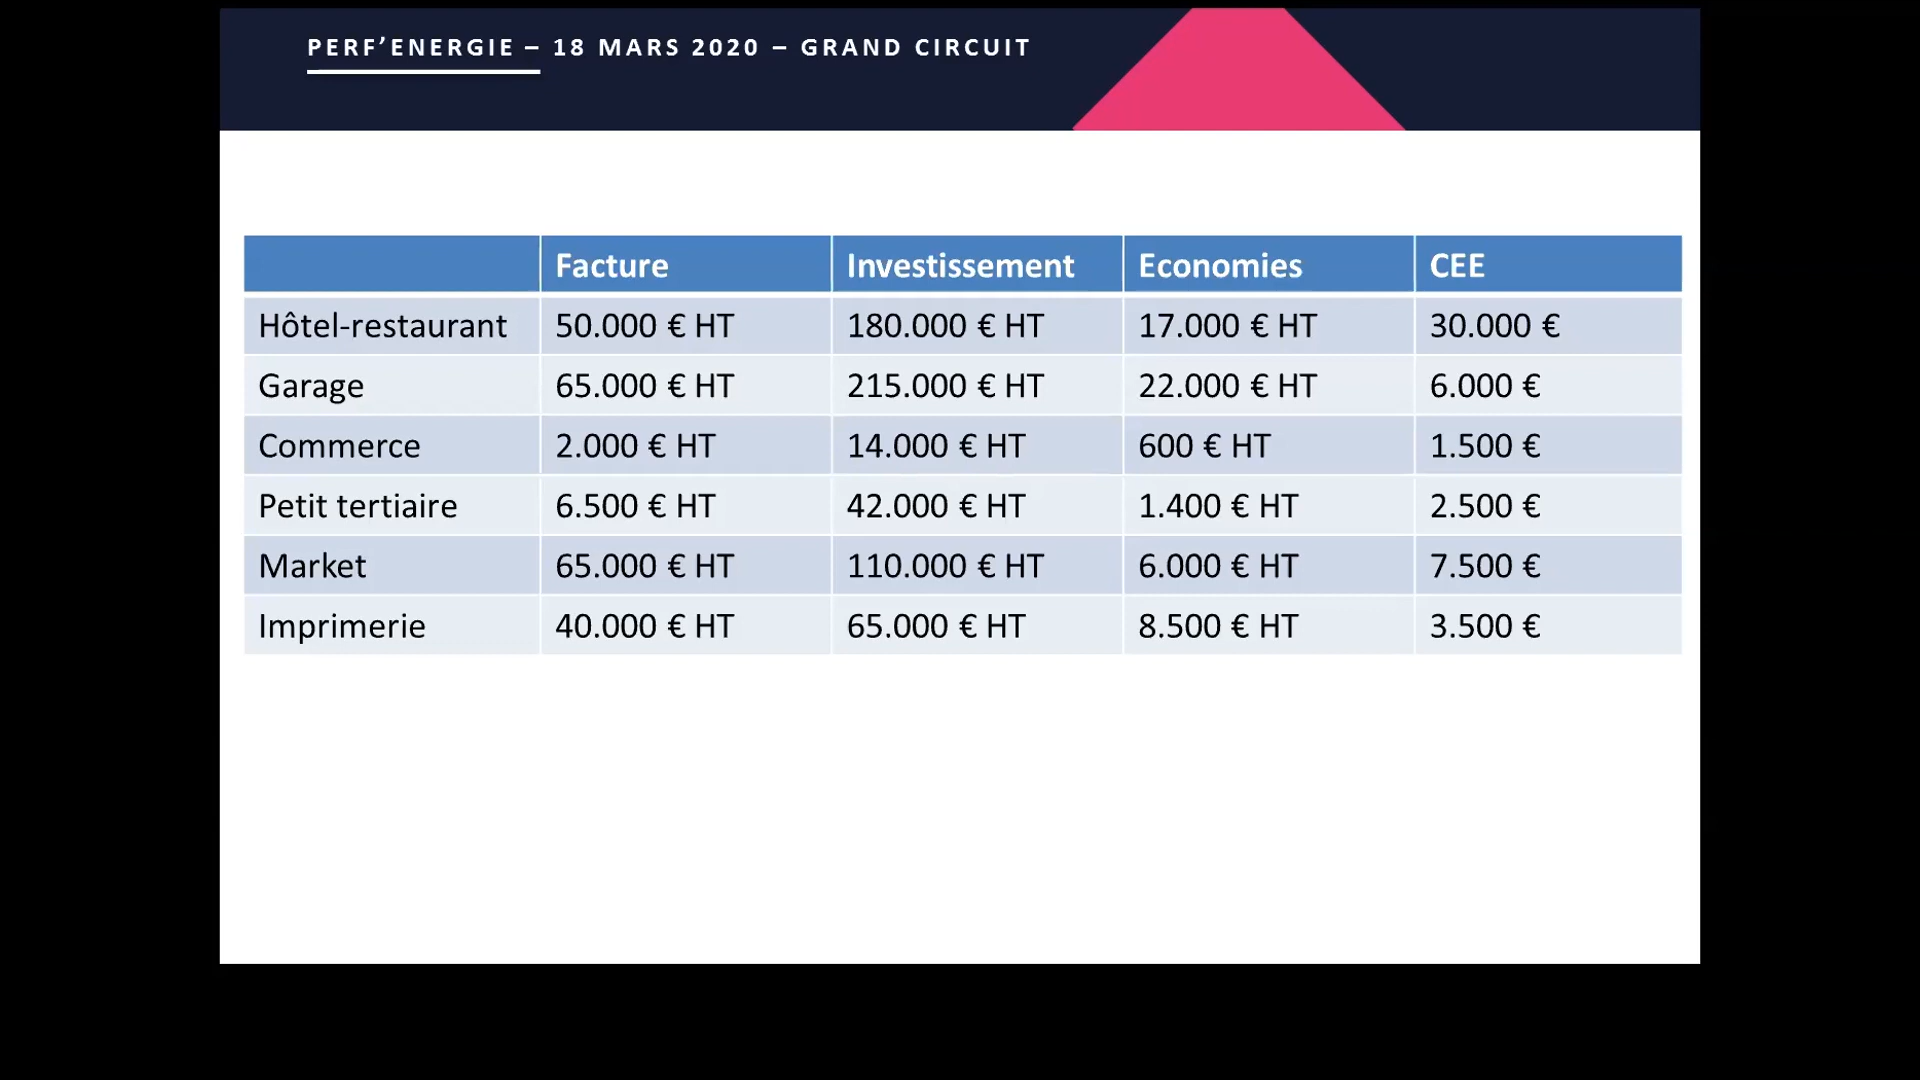 PERF’ENERGIE – 18 MARS 2020 – GRAND CIRCUIT
Facture Investissement Economies CEE
Hôtel-restaurant 50.000 € HT 180.000 € HT 17.000 € HT 30.000 €
Garage 65.000 € HT 215.000 € HT 22.000 € HT 6.000 €
Commerce 2.000 € HT 14.000 € HT 600 € HT 1.500 €
Petit tertiaire 6.500 € HT 42.000 € HT 1.400 € HT 2.500 €
Market 65.000 € HT 110.000 € HT 6.000 € HT 7.500 €
Imprimerie 40.000 € HT 65.000 € HT 8.500 € HT 3.500 €